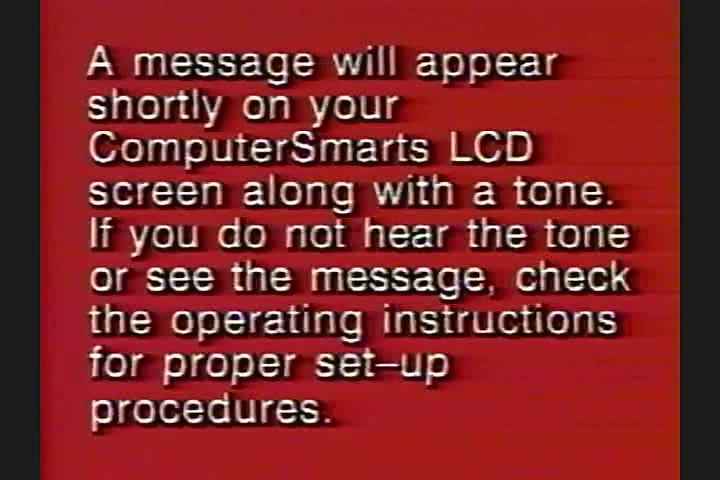 A message will appear
shortly on your
ComputerSmarts LCD
screen along with a tone.
If you do not hear the tone
or see the message, check
the operating instructions
for proper set-up
procedures.